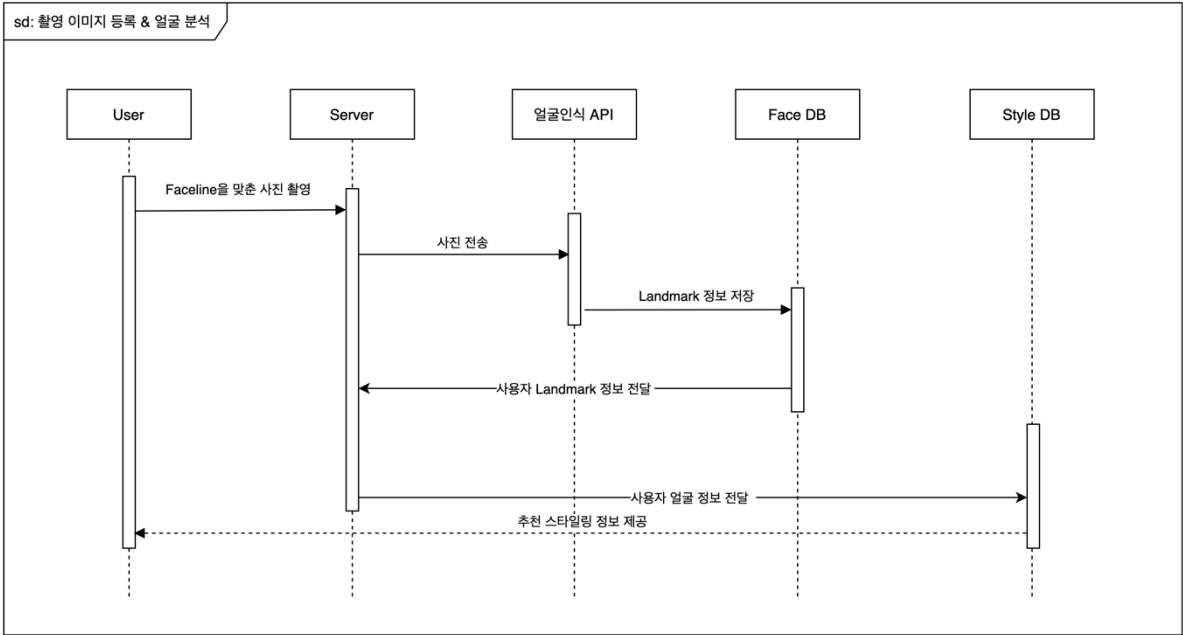 sd: 촬영 이미지 등록 & 얼굴 분석
User
Server
얼굴인식 API
Face DB
Style DB
Faceline을 맞춘 사진 촬영
사진 전송
Landmark 정보 저장
사용자 Landmark 정보 전달
사용자 얼굴 정보 전달
추천 스타일링 정보 제공